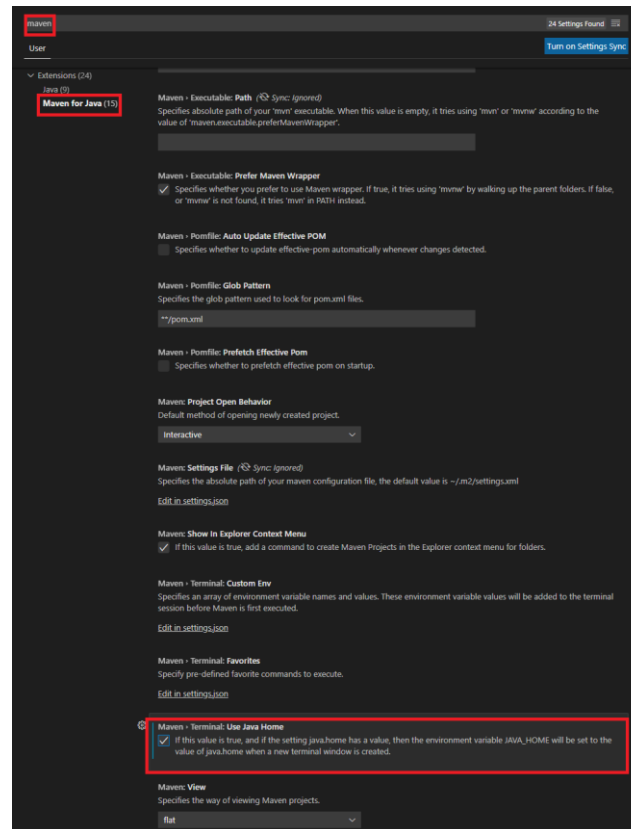 maven
24 Settings Found
User
Turn on Settings Sync
Extensions (24)
Java (9)
Maven for Java (15)
Maven › Executable: Path (Sync: Ignored)
Specifies absolute path of your 'mvn' executable. When this value is empty, it tries using 'mvn' or 'mvnw' according to the
value of 'maven.executable.preferMavenWrapper'.
Maven › Executable: Prefer Maven Wrapper
Specifies whether you prefer to use Maven wrapper. If true, it tries using 'mvnw' by walking up the parent folders. If false,
or 'mvnw' is not found, it tries 'mvn' in PATH instead.
Maven › Pomfile: Auto Update Effective POM
Specifies whether to update effective-pom automatically whenever changes detected.
Maven › Pomfile: Glob Pattern
Specifies the glob pattern used to look for pom.xml files.
**/pom.xml
Maven › Pomfile: Prefetch Effective Pom
Specifies whether to prefetch effective pom on startup.
Maven: Project Open Behavior
Default method of opening newly created project.
Interactive
Maven: Settings File (Sync: Ignored)
Specifies the absolute path of your maven configuration file, the default value is ~/.m2/settings.xml
Edit in settings.json
Maven: Show In Explorer Context Menu
If this value is true, add a command to create Maven Projects in the Explorer context menu for folders.
Maven › Terminal: Custom Env
Specifies an array of environment variable names and values. These environment variable values will be added to the terminal
session before Maven is first executed.
Edit in settings.json
Maven › Terminal: Favorites
Specify pre-defined favorite commands to execute.
Edit in settings.json
Maven › Terminal: Use Java Home
If this value is true, and if the setting java.home has a value, then the environment variable JAVA_HOME will be set to the
value of java.home when a new terminal window is created.
Maven: View
Specifies the way of viewing Maven projects.
flat